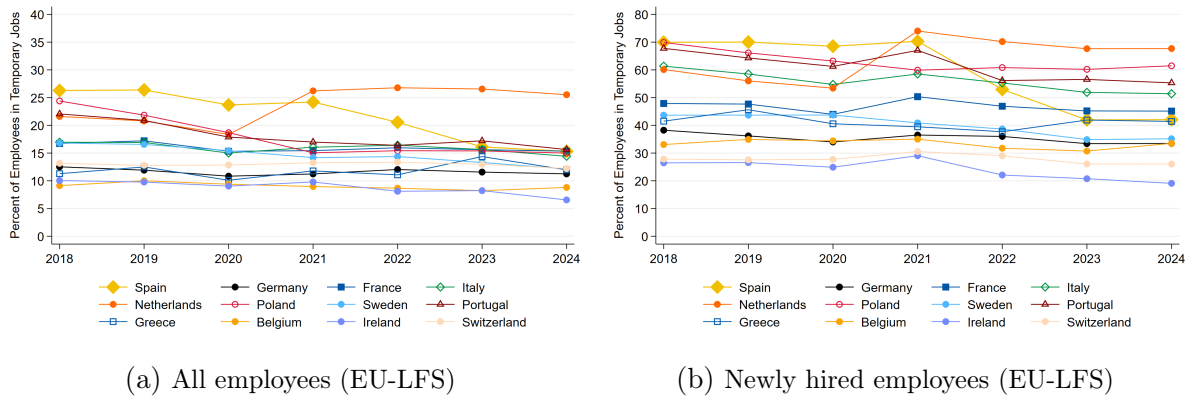 Percent of Employees in Temporary Jobs
40
35
30
25
20
15
10
5
0
2018 2019 2020 2021 2022 2023 2024
Spain Germany France Italy
Netherlands Poland Sweden Portugal
Greece Belgium Ireland Switzerland
(a) All employees (EU-LFS)
Percent of Employees in Temporary Jobs
80
70
60
50
40
30
20
10
0
2018 2019 2020 2021 2022 2023 2024
Spain Germany France Italy
Netherlands Poland Sweden Portugal
Greece Belgium Ireland Switzerland
(b) Newly hired employees (EU-LFS)